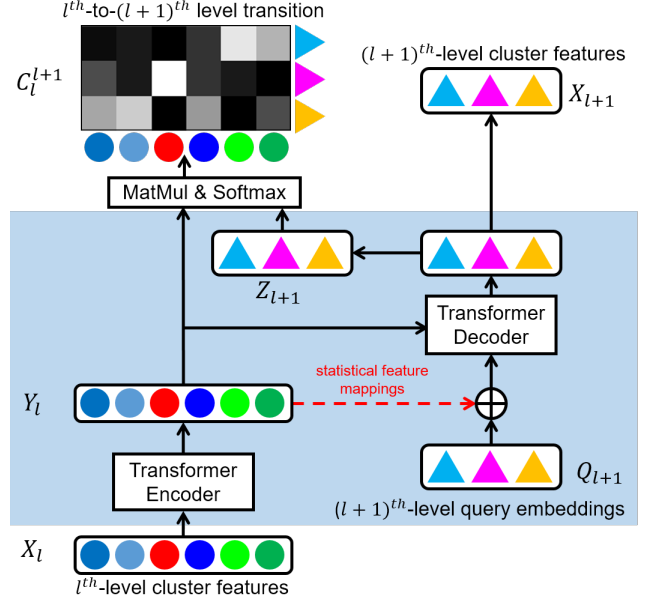 l^{th}-to-(l + 1)^{th} level transition
C_l^{l+1}
(l + 1)^{th}-level cluster features
X_{l+1}
MatMul & Softmax
Z_{l+1}
Transformer
Decoder
statistical feature
mappings
Y_l
Transformer
Encoder
Q_{l+1}
(l + 1)^{th}-level query embeddings
X_l
l^{th}-level cluster features